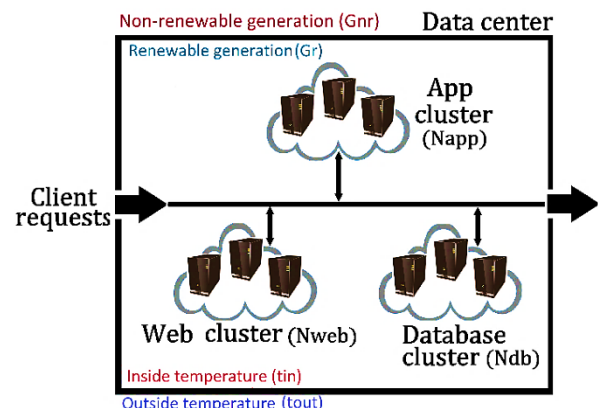 Non-renewable generation (Gnr)
Data center
Renewable generation(Gr)
App
cluster
(Napp)
Client
requests
Web cluster (Nweb)
Database
cluster (Ndb)
Inside temperature (tin)
Outside temperature (tout)